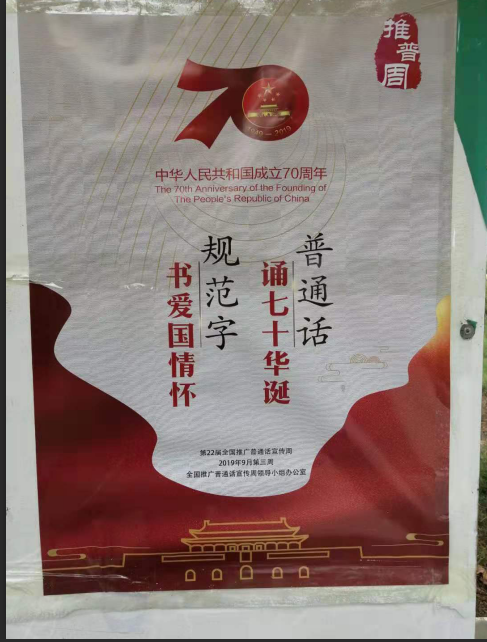 推普周
70
1949—2019
中华人民共和国成立70周年
The 70th Anniversary of the Founding of
The People's Republic of China
普通话
诵七十华诞
规范字
书爱国情怀
第22届全国推广普通话宣传周
2019年9月第三周
全国推广普通话宣传周领导小组办公室